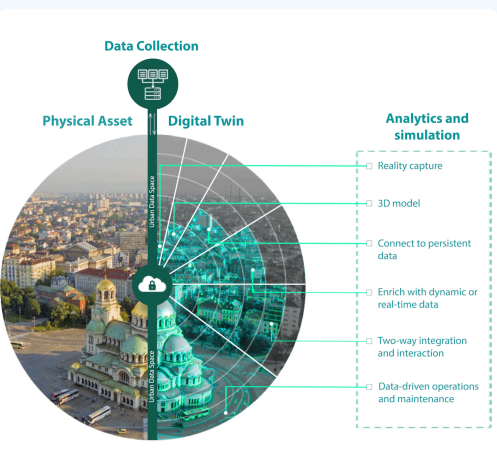 Data Collection
Physical Asset
Digital Twin
Urban Data Space
Urban Data Space
Analytics and
simulation
Reality capture
3D model
Connect to persistent
data
Enrich with dynamic or
real-time data
Two-way integration
and interaction
Data-driven operations
and maintenance